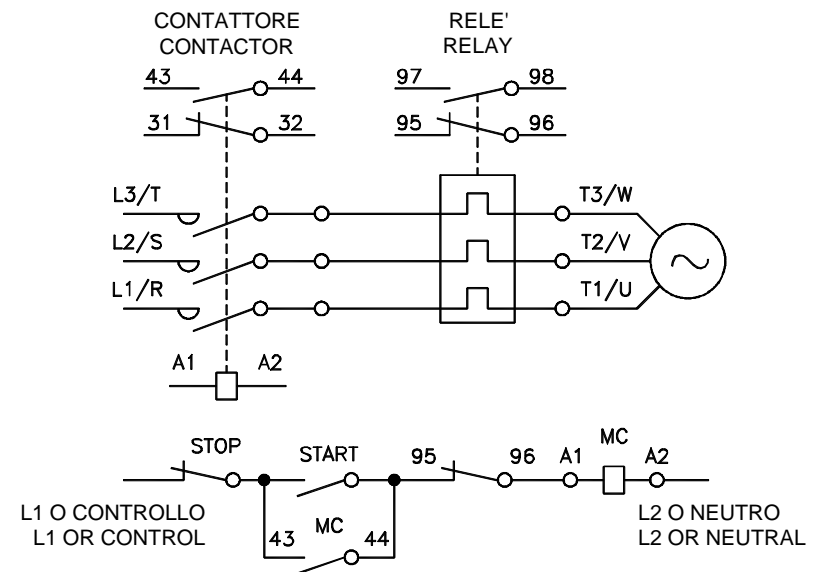 CONTATTORE
CONTACTOR
RELE'
RELAY
43 44
97 98
31 32
95 96
L3/T
T3/W
L2/S
T2/V
L1/R
T1/U
A1 A2
STOP
START
95 96 A1 MC A2
L1 O CONTROLLO
L1 OR CONTROL
43 MC 44
L2 O NEUTRO
L2 OR NEUTRAL